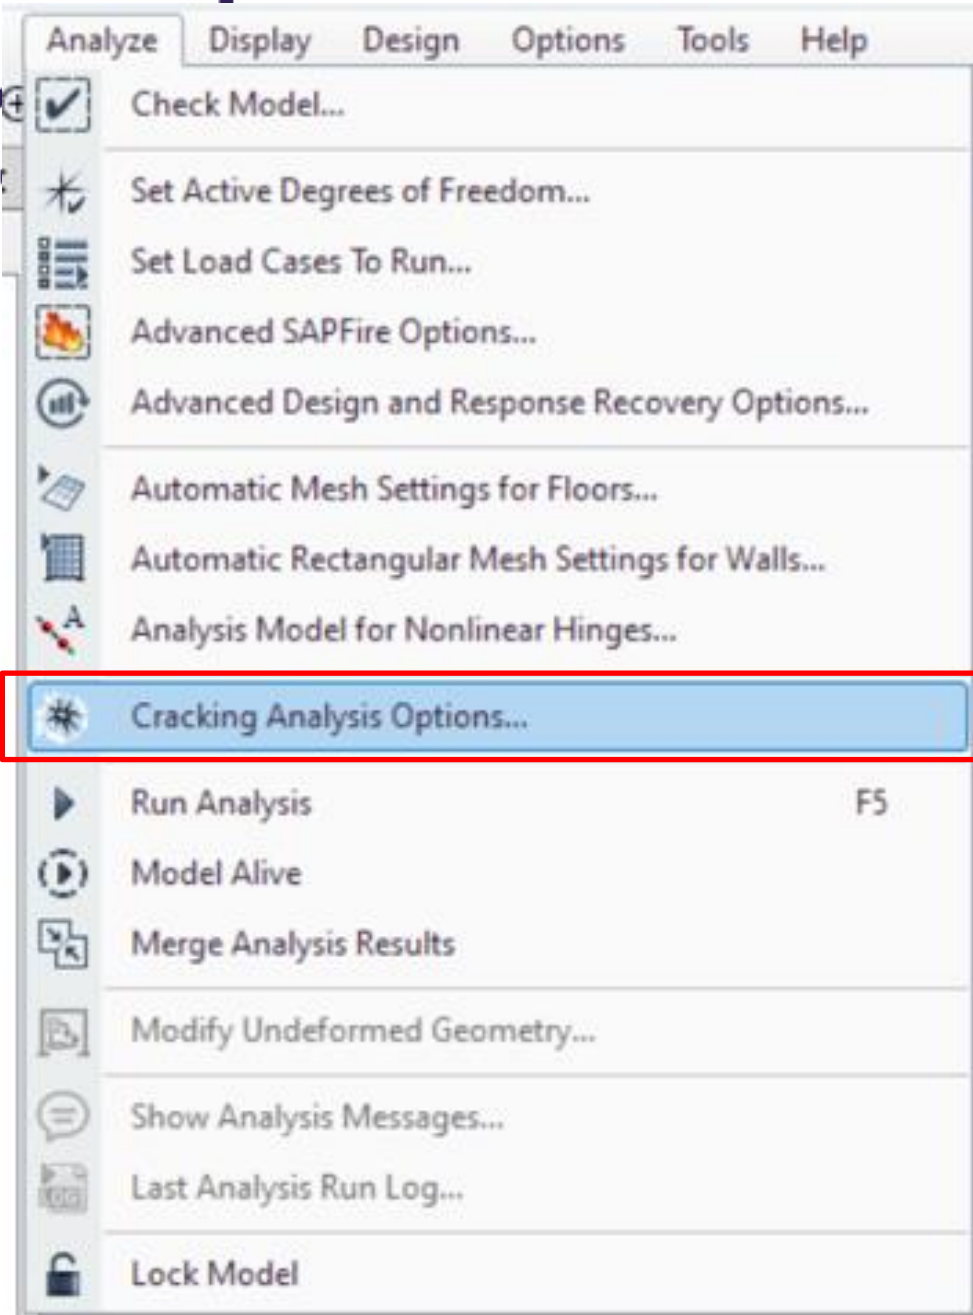 Analyze Display Design Options Tools Help
Check Model...
Set Active Degrees of Freedom...
Set Load Cases To Run...
Advanced SAPFire Options...
Advanced Design and Response Recovery Options...
Automatic Mesh Settings for Floors...
Automatic Rectangular Mesh Settings for Walls...
A
Analysis Model for Nonlinear Hinges...
Cracking Analysis Options...
Run Analysis F5
Model Alive
Merge Analysis Results
Modify Undeformed Geometry...
Show Analysis Messages...
Last Analysis Run Log...
Lock Model